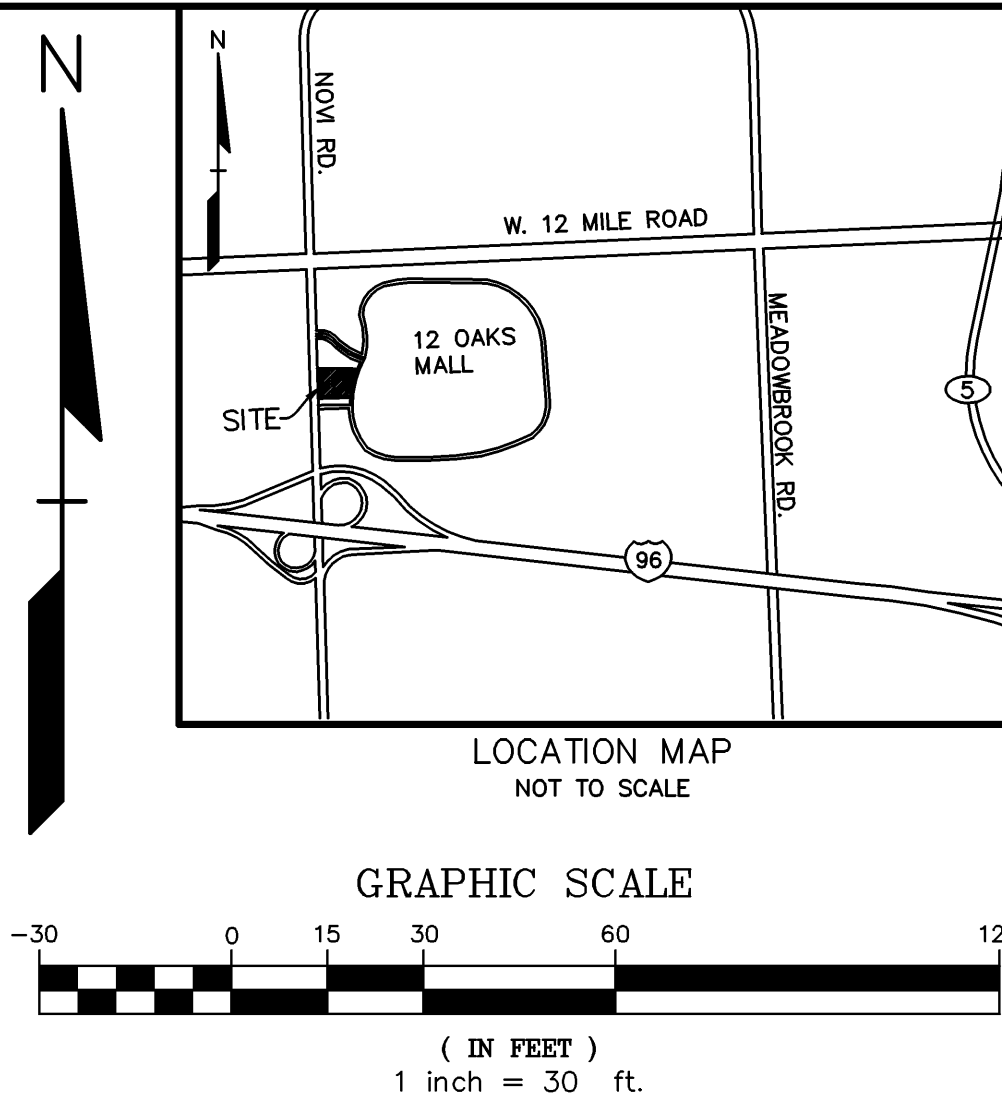 N
N
NOVI RD.
W. 12 MILE ROAD
12 OAKS
MALL
MEADOWBROOK RD.
5
SITE
96
LOCATION MAP
NOT TO SCALE
GRAPHIC SCALE
-30 0 15 30 60
( IN FEET )
1 inch = 30 ft.